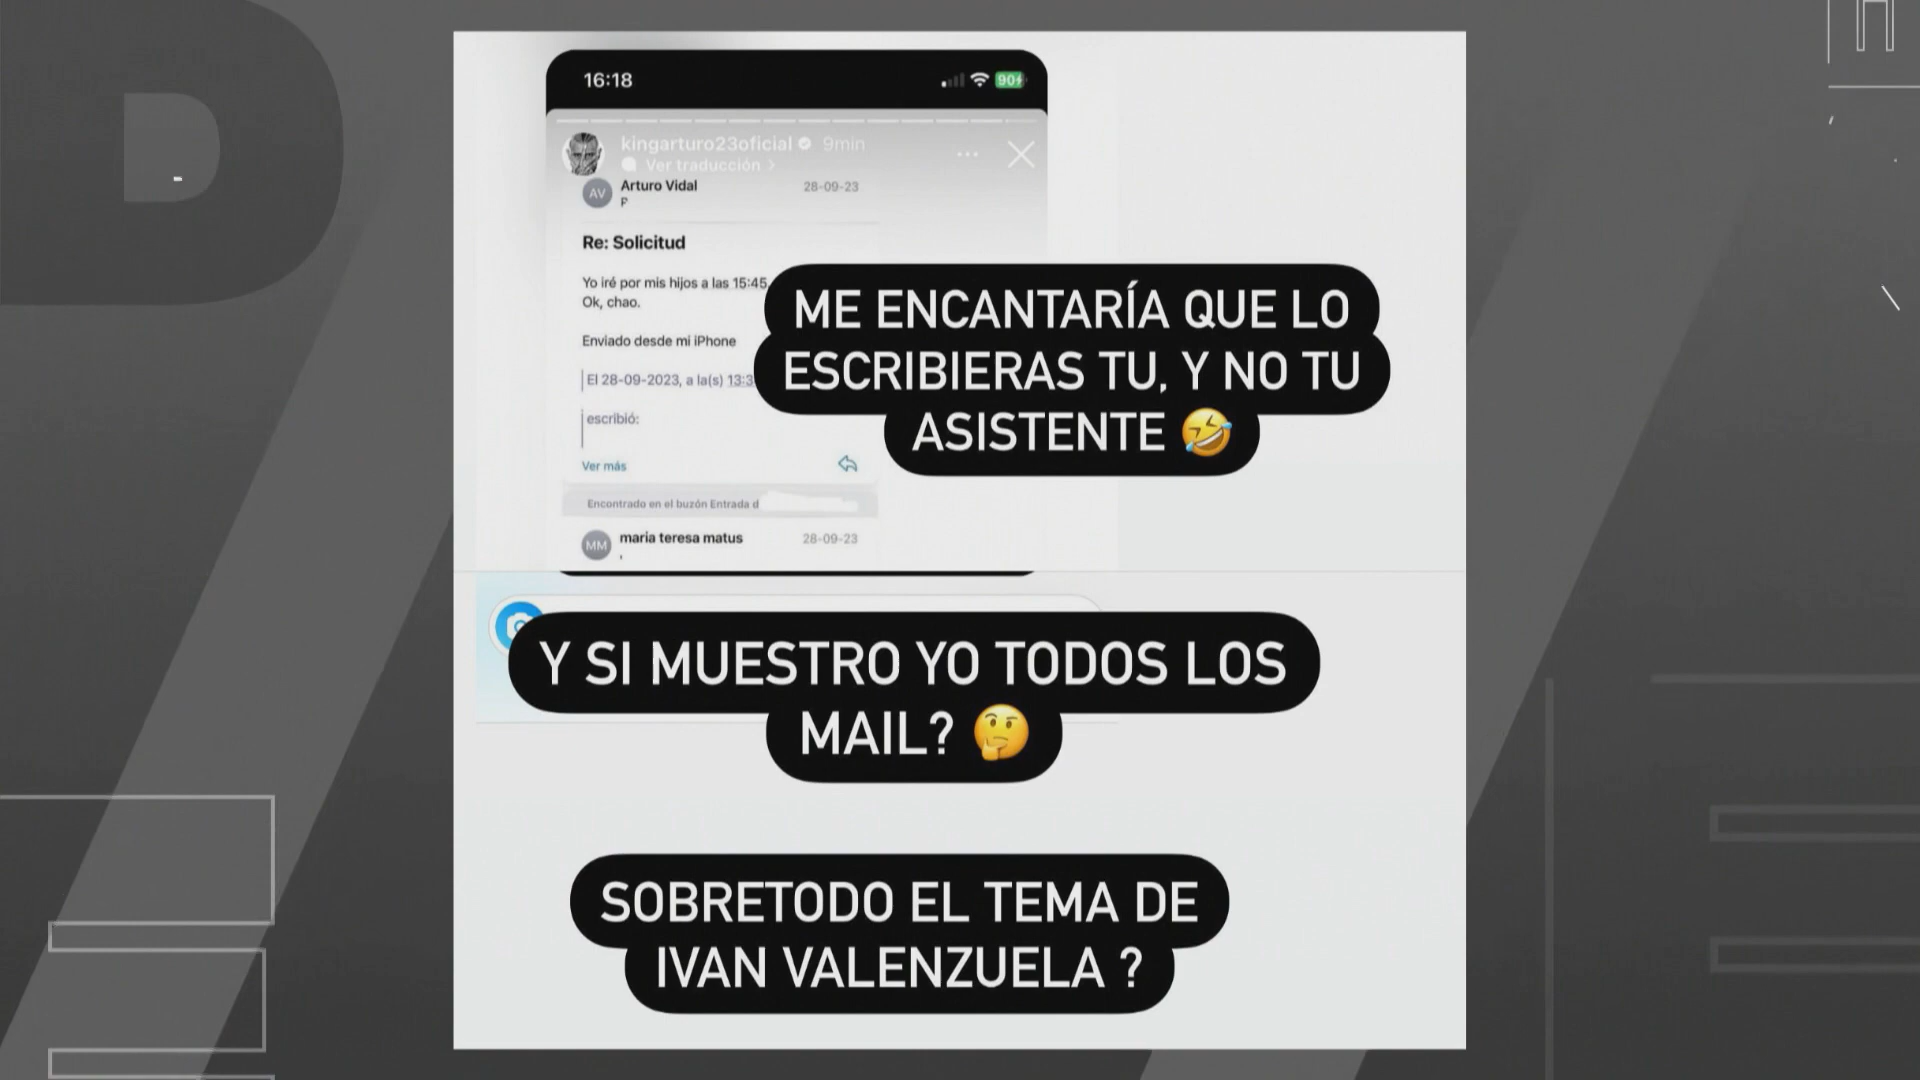 16:18
90
kingarturo23oficial 9min
Ver traducción >
AV Arturo Vidal 28-09-23
P
Re: Solicitud
Yo iré por mis hijos a las 15:45
Ok, chao.
Enviado desde mi iPhone
El 28-09-2023, a la(s) 13:3
escribió:
Ver más
Encontrado en el buzón Entrada d
MM maria teresa matus 28-09-23
ME ENCANTARÍA QUE LO
ESCRIBIERAS TU, Y NO TU
ASISTENTE 🤣
Y SI MUESTRO YO TODOS LOS
MAIL? 🤔
SOBRETODO EL TEMA DE
IVAN VALENZUELA ?